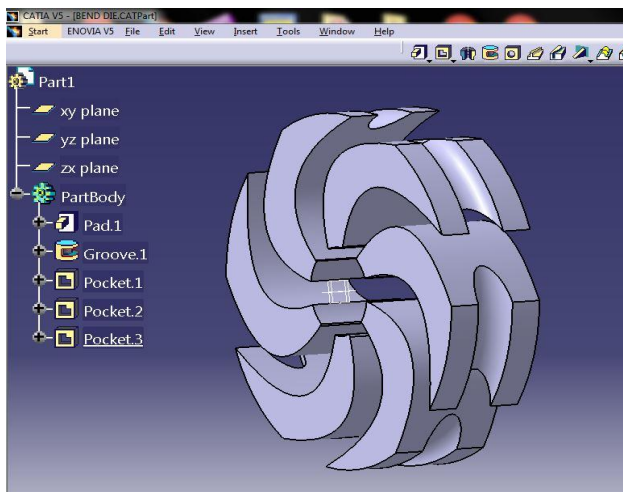 CATIA V5 - [BEND DIE.CATPart]
Start ENOVIA V5 File Edit View Insert Tools Window Help
Part1
xy plane
yz plane
zx plane
PartBody
Pad.1
Groove.1
Pocket.1
Pocket.2
Pocket.3